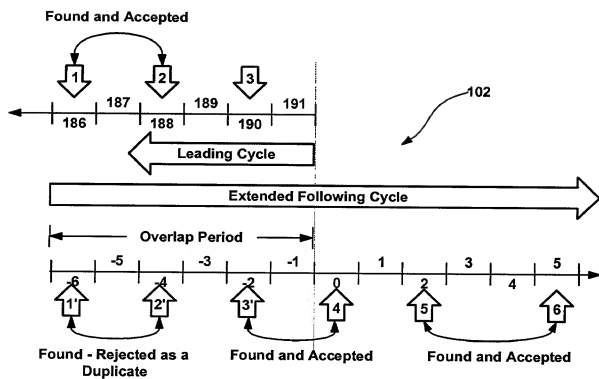 Found and Accepted
1 2 3
187 189 191
186 188 190
102
Leading Cycle
Extended Following Cycle
Overlap Period
-5 -3 -1 1 3 5
-6 -4 -2 0 2 4
1' 2' 3' 4 5 6
Found - Rejected as a Duplicate
Found and Accepted
Found and Accepted